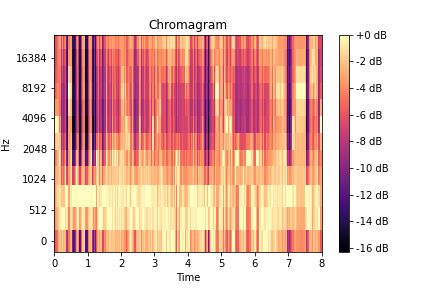 Chromagram
+0 dB
16384
-2 dB
8192
-4 dB
-6 dB
4096
-8 dB
Hz
2048
-10 dB
1024
-12 dB
512
-14 dB
0
-16 dB
0 1 2 3 4 5 6 7 8
Time